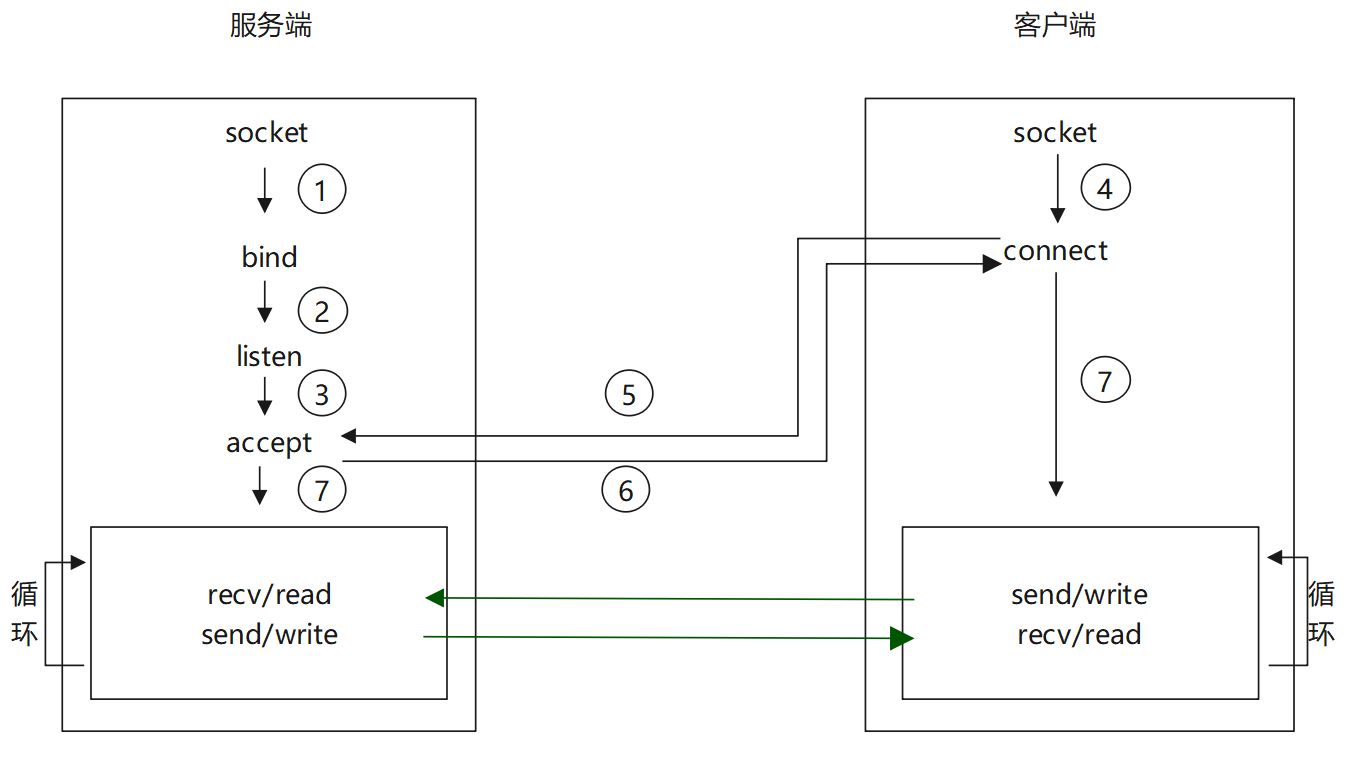 服务端
客户端
socket
①
bind
②
listen
③
accept
⑦
recv/read
send/write
循
环
⑤
⑥
socket
④
connect
⑦
send/write
recv/read
循
环